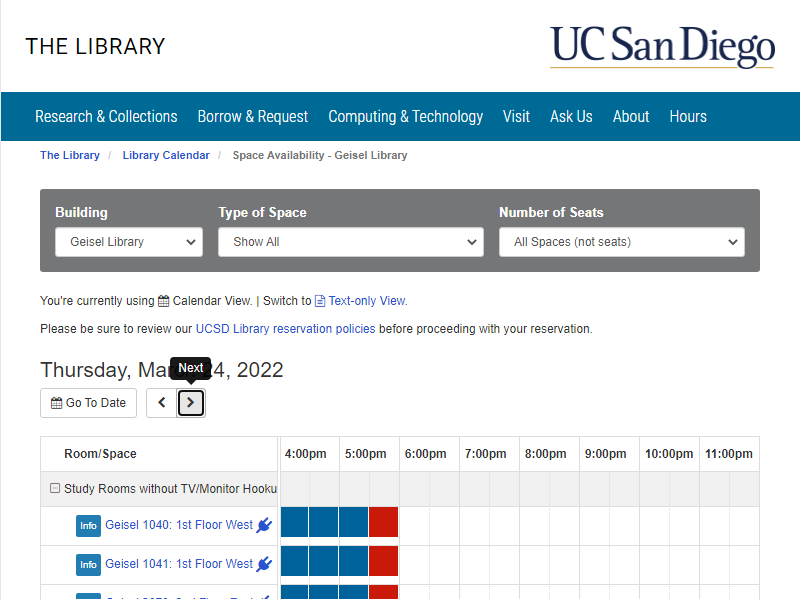 THE LIBRARY
UC San Diego
Research & Collections Borrow & Request Computing & Technology Visit Ask Us About Hours
The Library / Library Calendar / Space Availability - Geisel Library
Building Type of Space Number of Seats
Geisel Library Show All All Spaces (not seats)
You're currently using Calendar View. | Switch to Text-only View.
Please be sure to review our UCSD Library reservation policies before proceeding with your reservation.
Next
Thursday, March 24, 2022
Go To Date
Room/Space 4:00pm 5:00pm 6:00pm 7:00pm 8:00pm 9:00pm 10:00pm 11:00pm
Study Rooms without TV/Monitor Hooku
Info Geisel 1040: 1st Floor West
Info Geisel 1041: 1st Floor West